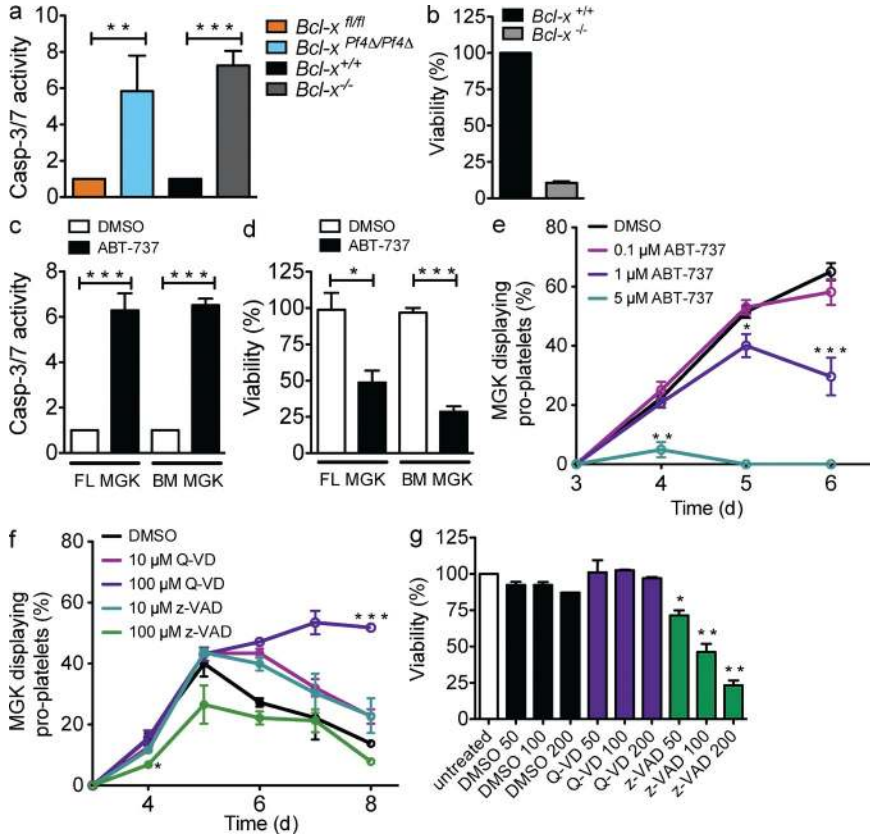 a
Casp-3/7 activity
8
6
4
2
0
* *
* * *
Bcl-x fl/fl
Bcl-x Pf4Δ/Pf4Δ
Bcl-x+/+
Bcl-x-/-
b
Viability (%)
100
75
50
25
0
Bcl-x +/+
Bcl-x -/-
c
DMSO
ABT-737
Casp-3/7 activity
8
6
4
2
0
* * *
* * *
FL MGK
BM MGK
d
DMSO
ABT-737
Viability (%)
125
100
75
50
25
0
*
* * *
FL MGK
BM MGK
e
MGK displaying
pro-platelets (%)
80
60
40
20
0
DMSO
0.1 µM ABT-737
1 µM ABT-737
5 µM ABT-737
*
* * *
* *
3
4
5
6
Time (d)
f
MGK displaying
pro-platelets (%)
80
60
40
20
0
DMSO
10 µM Q-VD
100 µM Q-VD
10 µM z-VAD
100 µM z-VAD
* * *
*
4
6
8
Time (d)
g
Viability (%)
125
100
75
50
25
0
*
* *
* *
untreated
DMSO 50
DMSO 100
DMSO 200
Q-VD 50
Q-VD 100
Q-VD 200
z-VAD 50
z-VAD 100
z-VAD 200